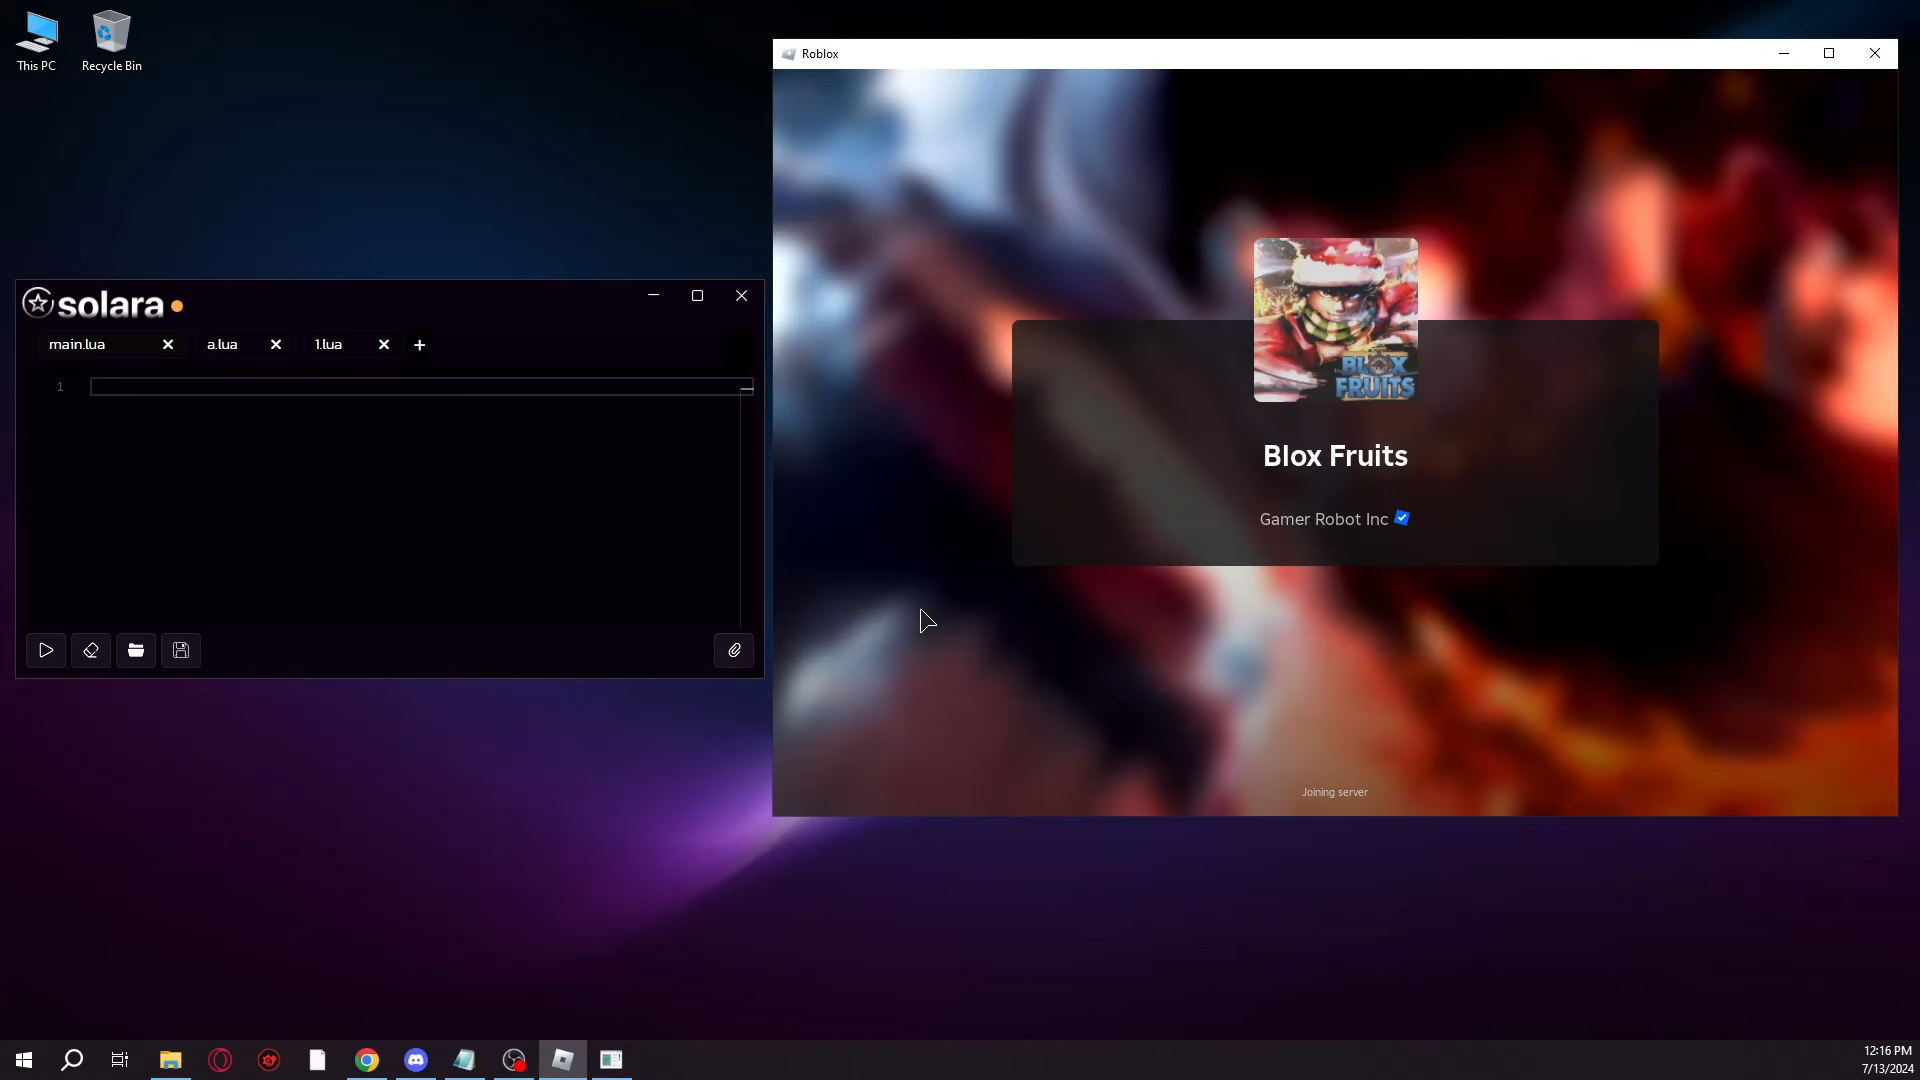 This PC
Recycle Bin
Roblox
solara
main.lua
a.lua
1.lua
1
BLOX
FRUITS
Blox Fruits
Gamer Robot Inc
Joining server
12:16 PM
7/13/2024